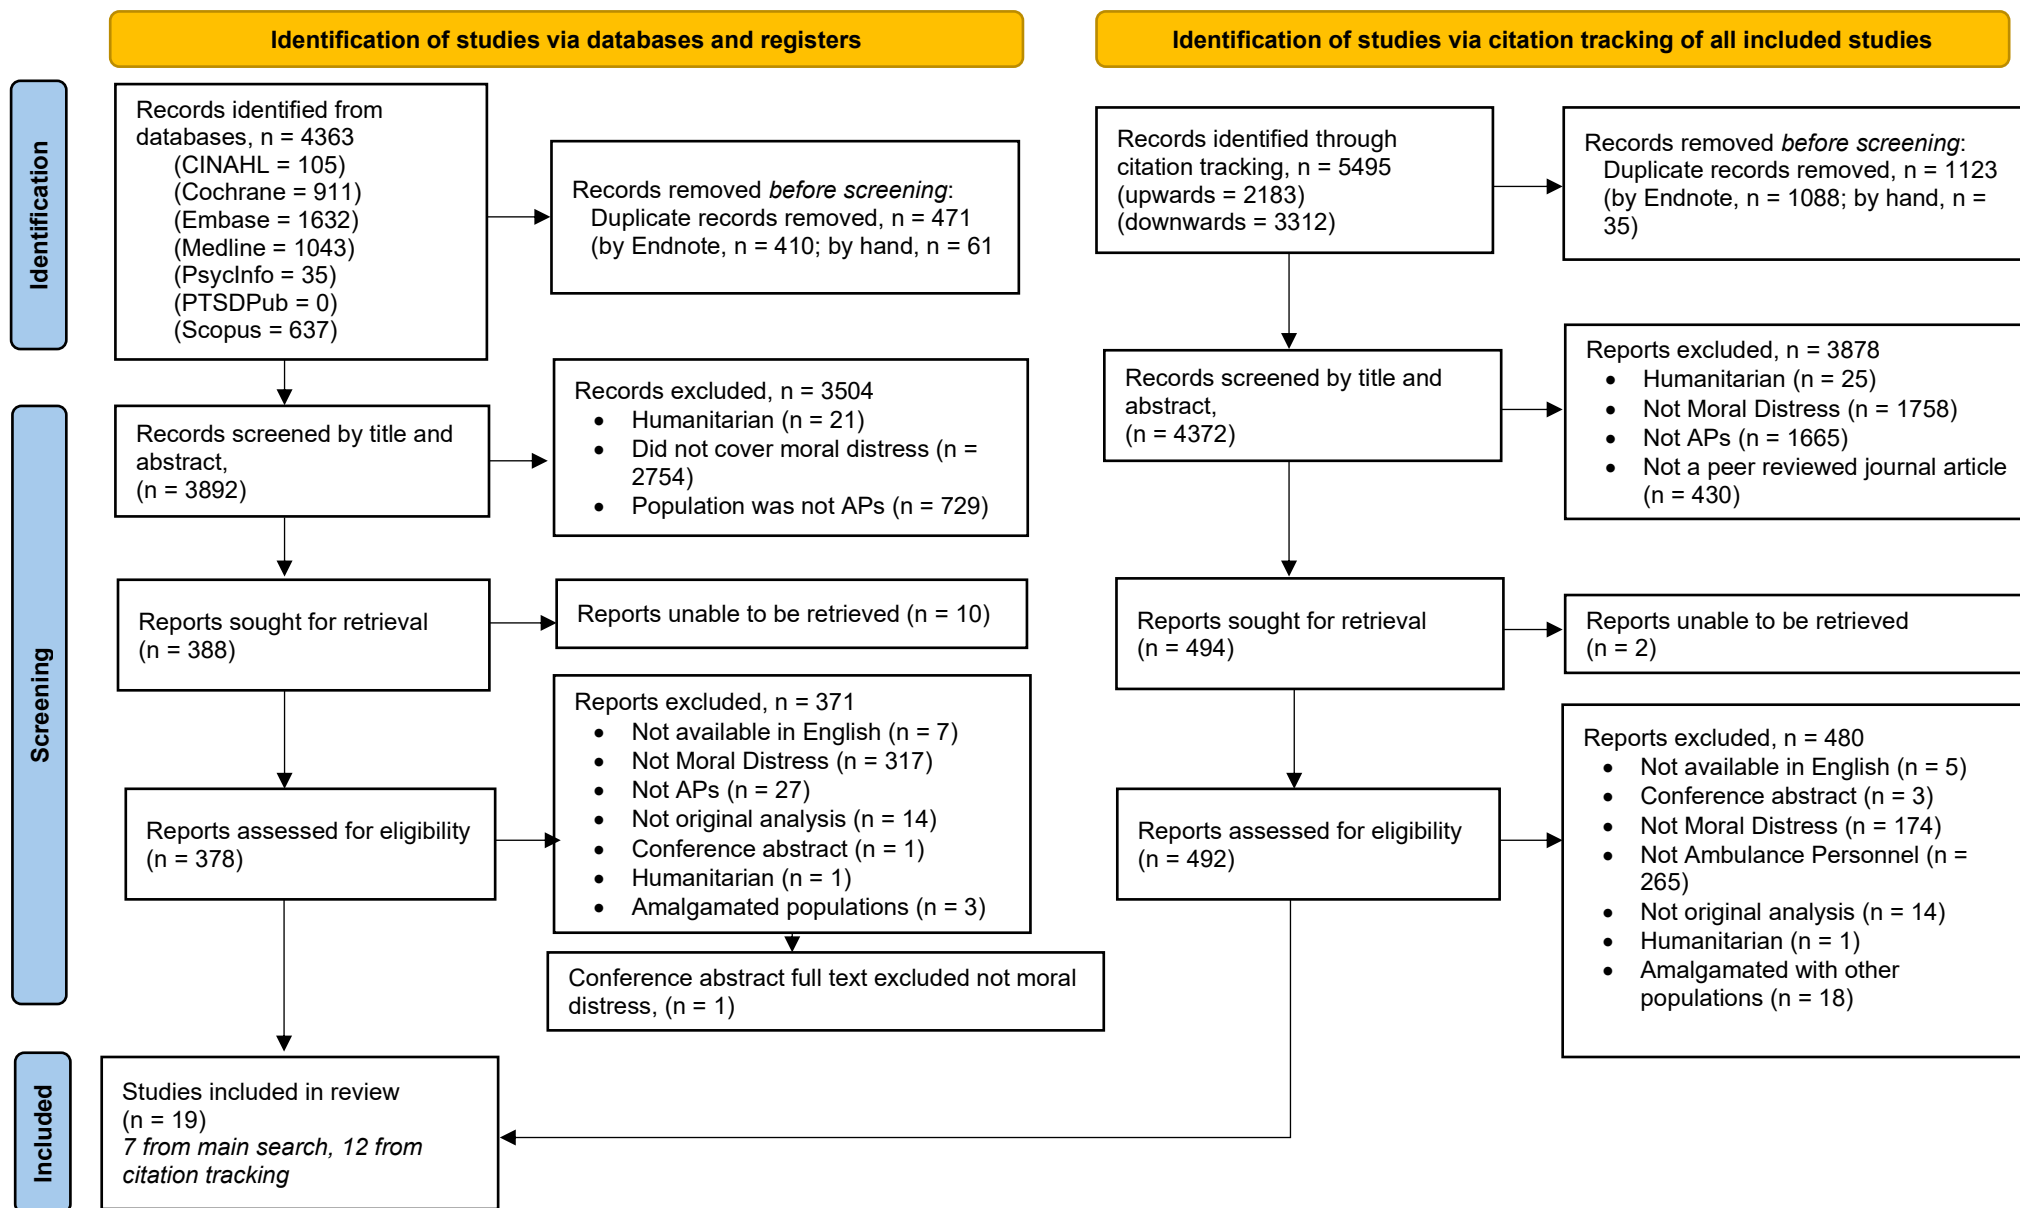 Identification of studies via databases and registers
Identification of studies via citation tracking of all included studies
Identification
Records identified from
databases, n = 4363
(CINAHL = 105)
(Cochrane = 911)
(Embase = 1632)
(Medline = 1043)
(PsycInfo = 35)
(PTSDPub = 0)
(Scopus = 637)
Records removed before screening:
Duplicate records removed, n = 471
(by Endnote, n = 410; by hand, n = 61
Records identified through
citation tracking, n = 5495
(upwards = 2183)
(downwards = 3312)
Records removed before screening:
Duplicate records removed, n = 1123
(by Endnote, n = 1088; by hand, n =
35)
Screening
Records screened by title and
abstract,
(n = 3892)
Records excluded, n = 3504
• Humanitarian (n = 21)
• Did not cover moral distress (n =
2754)
• Population was not APs (n = 729)
Records screened by title and
abstract,
(n = 4372)
Reports excluded, n = 3878
• Humanitarian (n = 25)
• Not Moral Distress (n = 1758)
• Not APs (n = 1665)
• Not a peer reviewed journal article
(n = 430)
Reports sought for retrieval
(n = 388)
Reports unable to be retrieved (n = 10)
Reports sought for retrieval
(n = 494)
Reports unable to be retrieved
(n = 2)
Reports assessed for eligibility
(n = 378)
Reports excluded, n = 371
• Not available in English (n = 7)
• Not Moral Distress (n = 317)
• Not APs (n = 27)
• Not original analysis (n = 14)
• Conference abstract (n = 1)
• Humanitarian (n = 1)
• Amalgamated populations (n = 3)
Conference abstract full text excluded not moral
distress, (n = 1)
Reports assessed for eligibility
(n = 492)
Reports excluded, n = 480
• Not available in English (n = 5)
• Conference abstract (n = 3)
• Not Moral Distress (n = 174)
• Not Ambulance Personnel (n =
265)
• Not original analysis (n = 14)
• Humanitarian (n = 1)
• Amalgamated with other
populations (n = 18)
Included
Studies included in review
(n = 19)
7 from main search, 12 from
citation tracking